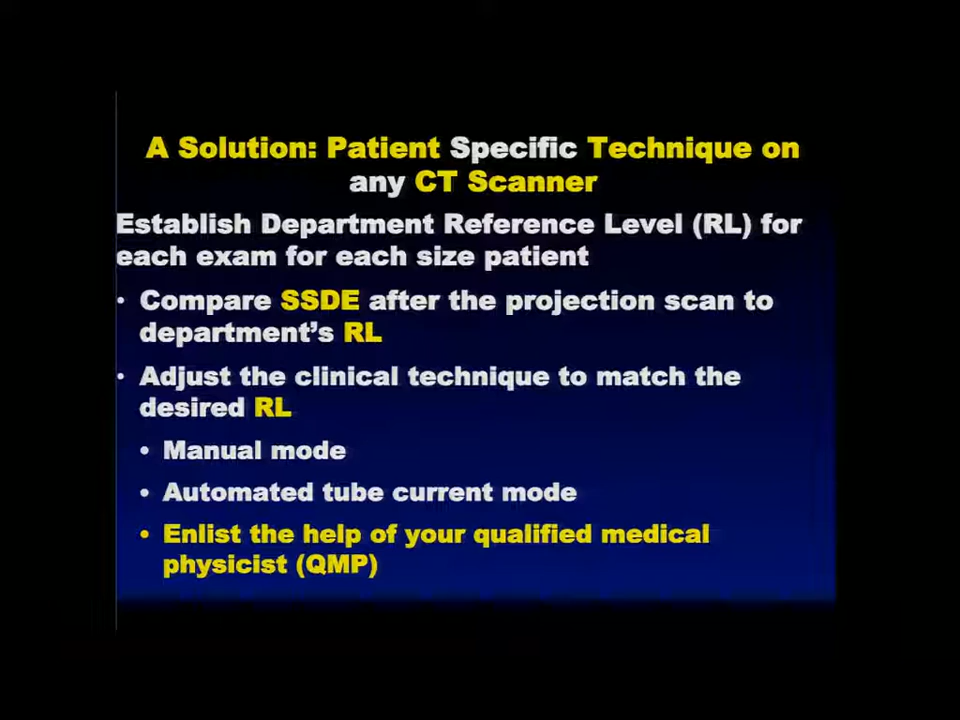 A Solution: Patient Specific Technique on
any CT Scanner
Establish Department Reference Level (RL) for
each exam for each size patient
• Compare SSDE after the projection scan to
department’s RL
• Adjust the clinical technique to match the
desired RL
• Manual mode
• Automated tube current mode
• Enlist the help of your qualified medical
physicist (QMP)